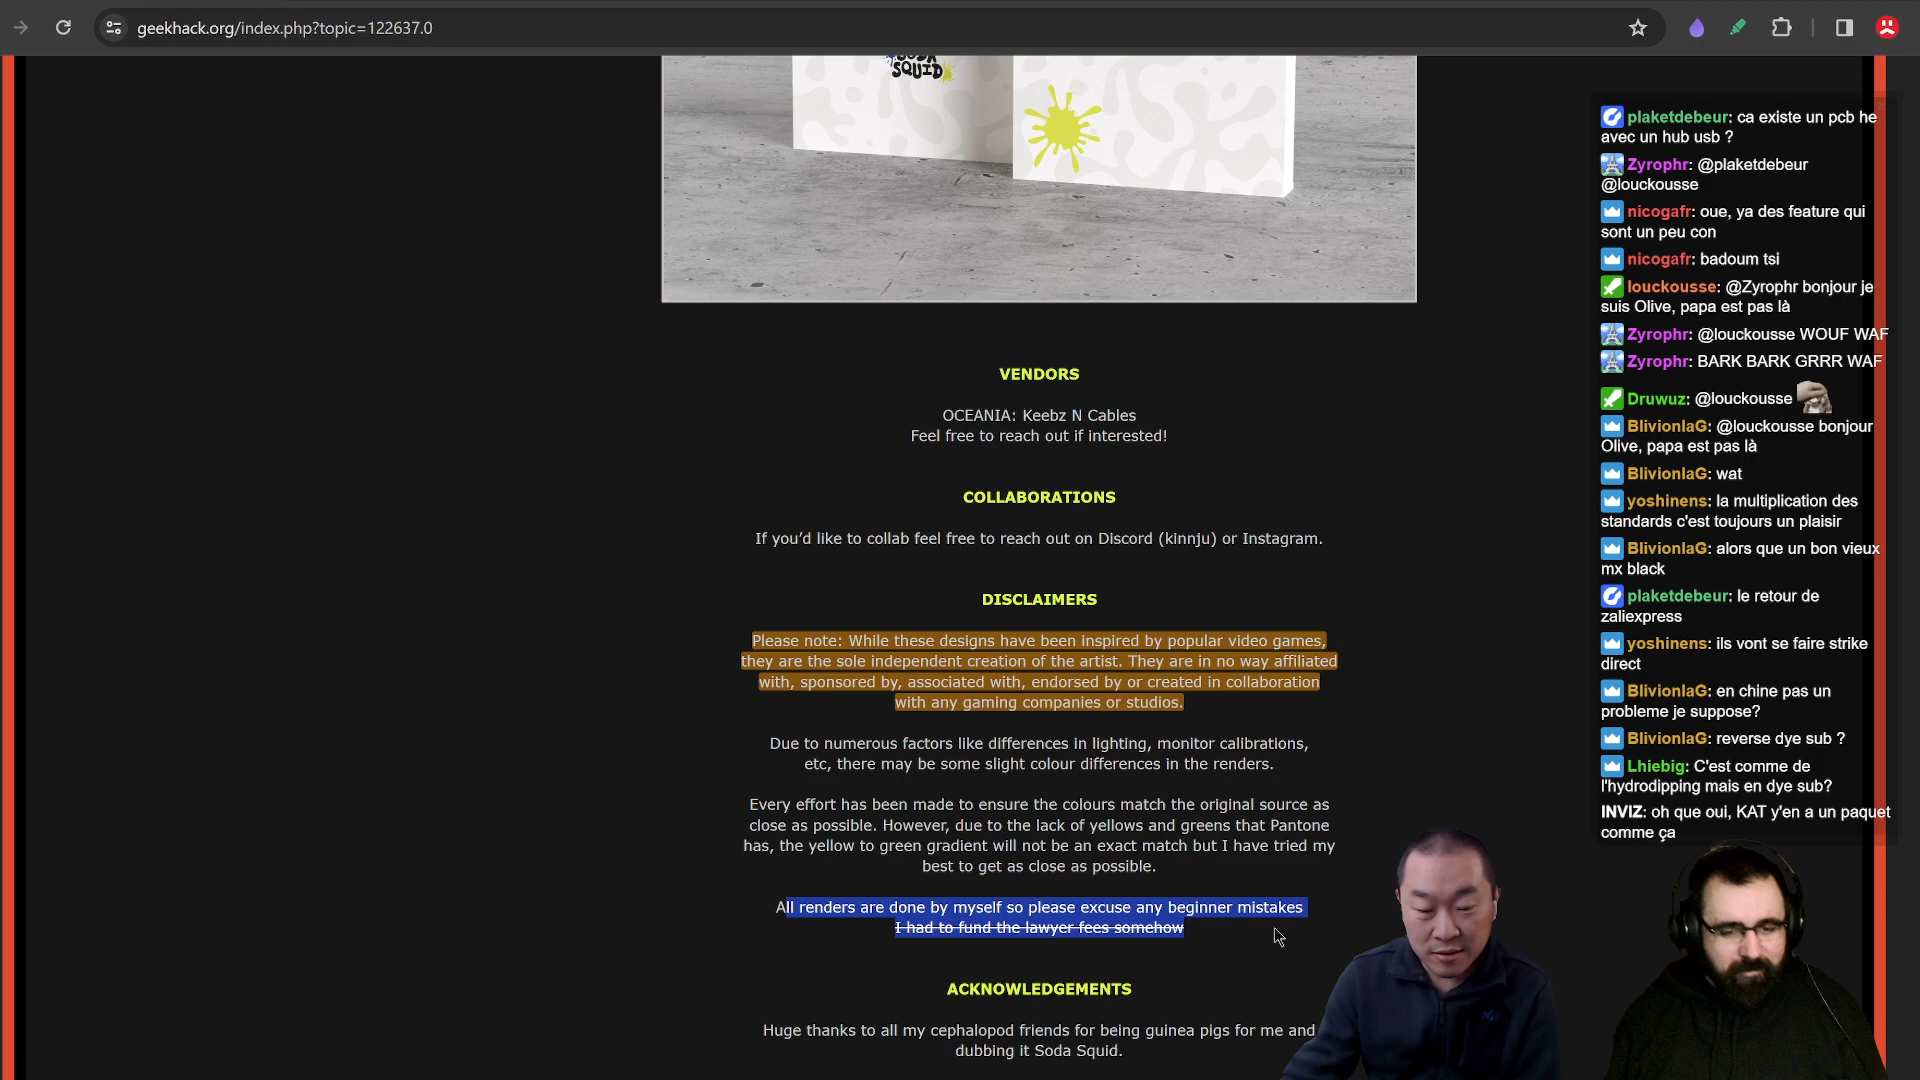 geekhack.org/index.php?topic=122637.0
SODA
SQUID
VENDORS
OCEANIA: Keebz N Cables
Feel free to reach out if interested!
COLLABORATIONS
If you’d like to collab feel free to reach out on Discord (kinnju) or Instagram.
DISCLAIMERS
Please note: While these designs have been inspired by popular video games,
they are the sole independent creation of the artist. They are in no way affiliated
with, sponsored by, associated with, endorsed by or created in collaboration
with any gaming companies or studios.
Due to numerous factors like differences in lighting, monitor calibrations,
etc, there may be some slight colour differences in the renders.
Every effort has been made to ensure the colours match the original source as
close as possible. However, due to the lack of yellows and greens that Pantone
has, the yellow to green gradient will not be an exact match but I have tried my
best to get as close as possible.
All renders are done by myself so please excuse any beginner mistakes
I had to fund the lawyer fees somehow
ACKNOWLEDGEMENTS
Huge thanks to all my cephalopod friends for being guinea pigs for me and
dubbing it Soda Squid.
plaketdebeur: ca existe un pcb he
avec un hub usb ?
Zyrophr: @plaketdebeur
@louckousse
nicogafr: oue, ya des feature qui
sont un peu con
nicogafr: badoum tsi
louckousse: @Zyrophr bonjour je
suis Olive, papa est pas là
Zyrophr: @louckousse WOUF WAF
Zyrophr: BARK BARK GRRR WAF
Druwuz: @louckousse
BlivionlaG: @louckousse bonjour
Olive, papa est pas là
BlivionlaG: wat
yoshinens: la multiplication des
standards c'est toujours un plaisir
BlivionlaG: alors que un bon vieux
mx black
plaketdebeur: le retour de
zaliexpress
yoshinens: ils vont se faire strike
direct
BlivionlaG: en chine pas un
probleme je suppose?
BlivionlaG: reverse dye sub ?
Lhiebig: C'est comme de
l'hydrodipping mais en dye sub?
INVIZ: oh que oui, KAT y'en a un paquet
comme ça